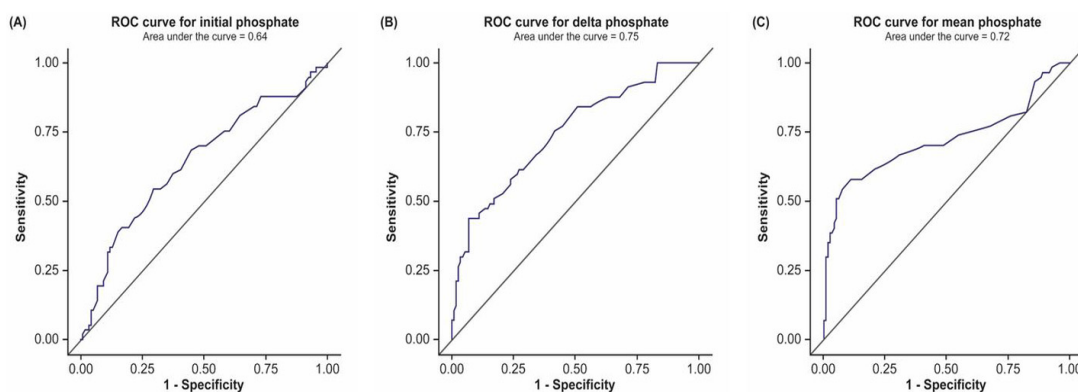 (A)
ROC curve for initial phosphate
Area under the curve = 0.64
1.00
0.75
0.50
0.25
0.00
Sensitivity
0.00 0.25 0.50 0.75 1.00
1 - Specificity
(B)
ROC curve for delta phosphate
Area under the curve = 0.75
1.00
0.75
0.50
0.25
0.00
Sensitivity
0.00 0.25 0.50 0.75 1.00
1 - Specificity
(C)
ROC curve for mean phosphate
Area under the curve = 0.72
1.00
0.75
0.50
0.25
0.00
Sensitivity
0.00 0.25 0.50 0.75 1.00
1 - Specificity